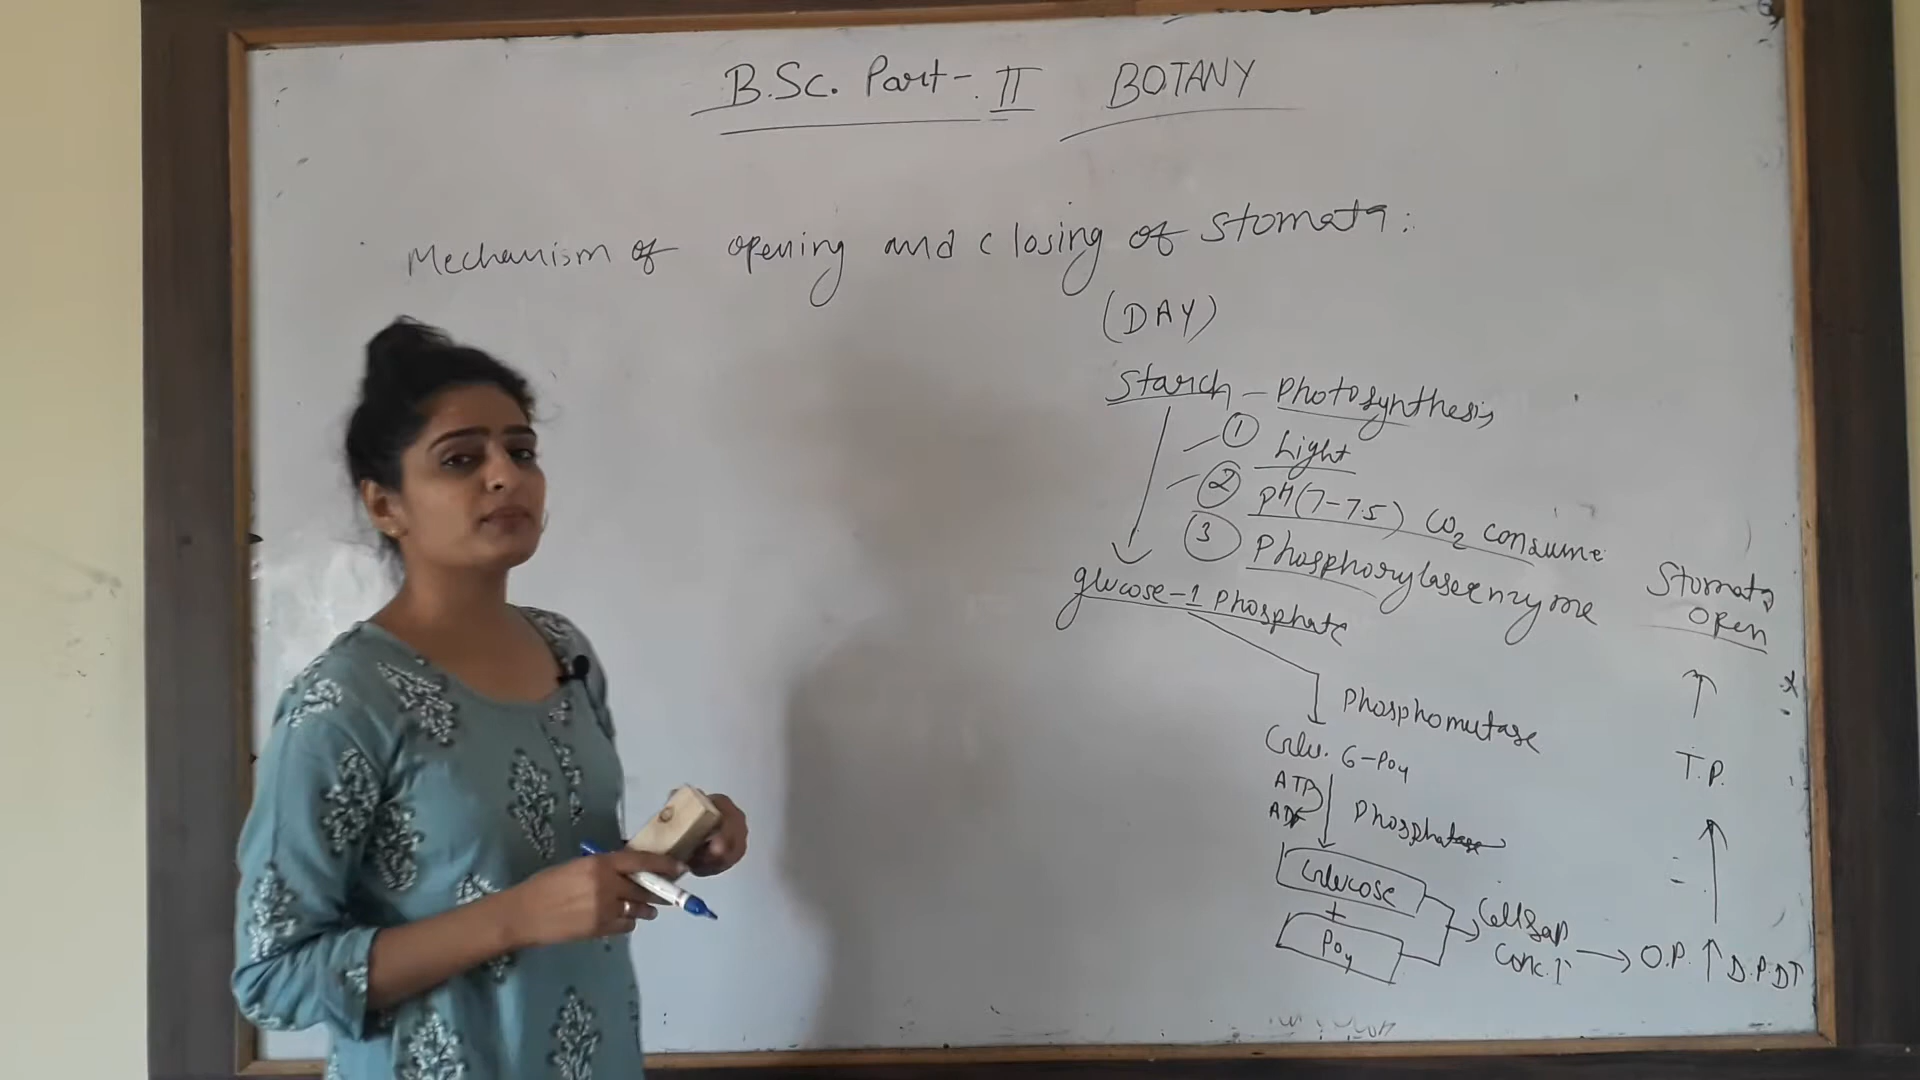 B.Sc. Part-II BOTANY
Mechanism of opening and closing of Stomata:
(DAY)
Starch - Photosynthesis
① Light
② pH(7-7.5) CO2 consume
③ Phosphorylase enzyme
glucose-1 Phosphate
Stomata
Open
Phosphomutase
T.P.
Glu. 6-PO4
ATP
ADP
Phosphatase
Glucose
+
PO4
Cell Sap
Conc.↑ → O.P. ↑ D.P.D↑